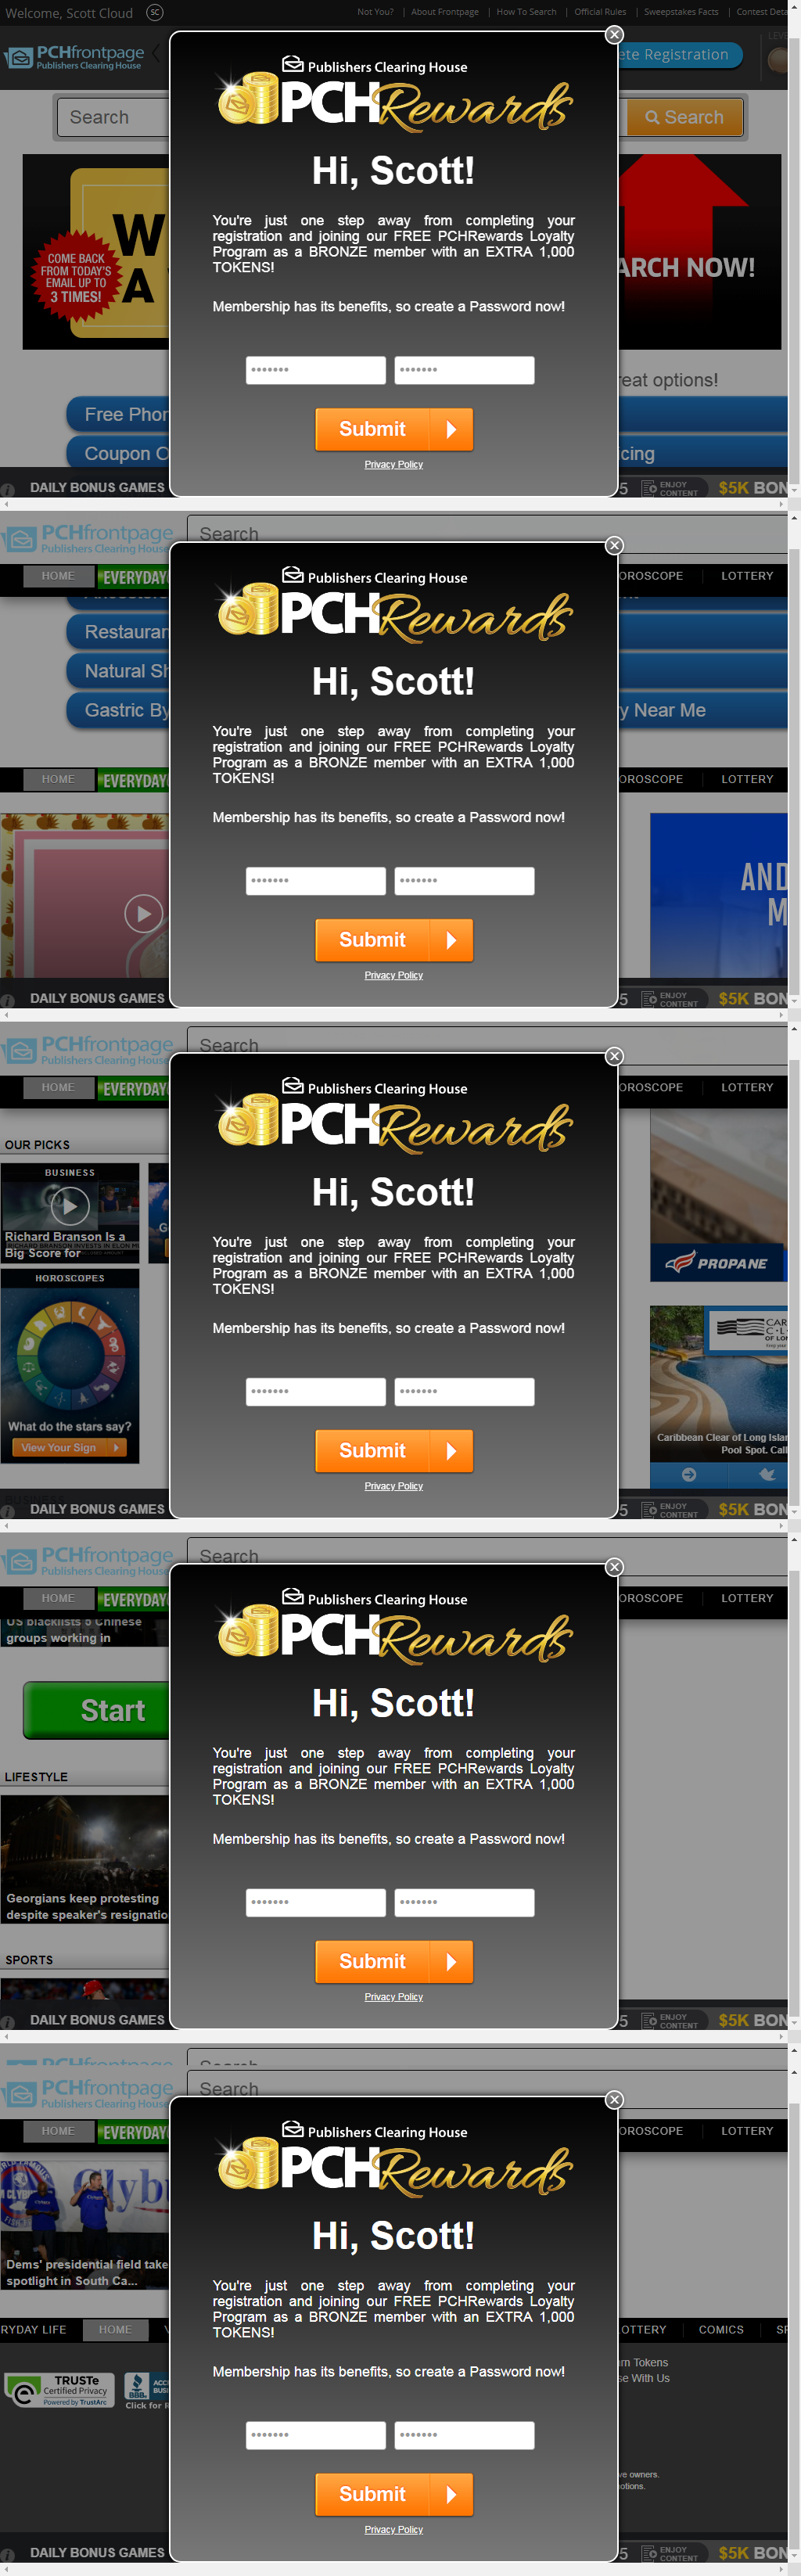 Welcome, Scott Cloud SC Not You? | About Frontpage | How To Search | Official Rules | Sweepstakes Facts | Contest
PCHfrontpage
Publishers Clearing House
Registration
Search
Search
COME BACK
FROM TODAY'S
EMAIL UP TO
3 TIMES!
W
A
ARCH NOW!
Publishers Clearing House
PCHRewards
Hi, Scott!
You're just one step away from completing your
registration and joining our FREE PCHRewards Loyalty
Program as a BRONZE member with an EXTRA 1,000
TOKENS!
Membership has its benefits, so create a Password now!
Submit
Privacy Policy
reat options!
Free Phon
Coupon O
cing
DAILY BONUS GAMES
5 ENJOY
CONTENT
$5K BON
PCHfrontpage
Publishers Clearing House
Search
HOME
EVERYDAY
OROSCOPE
LOTTERY
Restauran
Natural Sh
Gastric By
y Near Me
HOME
EVERYDAY
OROSCOPE
LOTTERY
Publishers Clearing House
PCHRewards
Hi, Scott!
You're just one step away from completing your
registration and joining our FREE PCHRewards Loyalty
Program as a BRONZE member with an EXTRA 1,000
TOKENS!
Membership has its benefits, so create a Password now!
Submit
Privacy Policy
AND
M
DAILY BONUS GAMES
5 ENJOY
CONTENT
$5K BON
PCHfrontpage
Publishers Clearing House
Search
HOME
EVERYDAY
OROSCOPE
LOTTERY
OUR PICKS
BUSINESS
Richard Branson Is a
Big Score for
HOROSCOPES
What do the stars say?
View Your Sign
Publishers Clearing House
PCHRewards
Hi, Scott!
You're just one step away from completing your
registration and joining our FREE PCHRewards Loyalty
Program as a BRONZE member with an EXTRA 1,000
TOKENS!
Membership has its benefits, so create a Password now!
Submit
Privacy Policy
PROPANE
Caribbean Clear of Long
Pool Spot. Call
DAILY BONUS GAMES
5 ENJOY
CONTENT
$5K BON
PCHfrontpage
Publishers Clearing House
Search
HOME
EVERYDAY
OROSCOPE
LOTTERY
US blacklists 5 Chinese
groups working in
Start
LIFESTYLE
Georgians keep protesting
despite speaker's resignatio
SPORTS
Publishers Clearing House
PCHRewards
Hi, Scott!
You're just one step away from completing your
registration and joining our FREE PCHRewards Loyalty
Program as a BRONZE member with an EXTRA 1,000
TOKENS!
Membership has its benefits, so create a Password now!
Submit
Privacy Policy
DAILY BONUS GAMES
5 ENJOY
CONTENT
$5K BON
PCHfrontpage
Publishers Clearing House
Search
HOME
EVERYDAY
OROSCOPE
LOTTERY
Dems' presidential field take
spotlight in South Ca...
RYDAY LIFE
HOME
OTTERY
COMICS
Publishers Clearing House
PCHRewards
Hi, Scott!
You're just one step away from completing your
registration and joining our FREE PCHRewards Loyalty
Program as a BRONZE member with an EXTRA 1,000
TOKENS!
Membership has its benefits, so create a Password now!
Submit
Privacy Policy
TRUSTe
Certified Privacy
Powered by TrustArc
BBB
Click for
rn Tokens
se With Us
ve owners.
otions.
DAILY BONUS GAMES
5 ENJOY
CONTENT
$5K BON